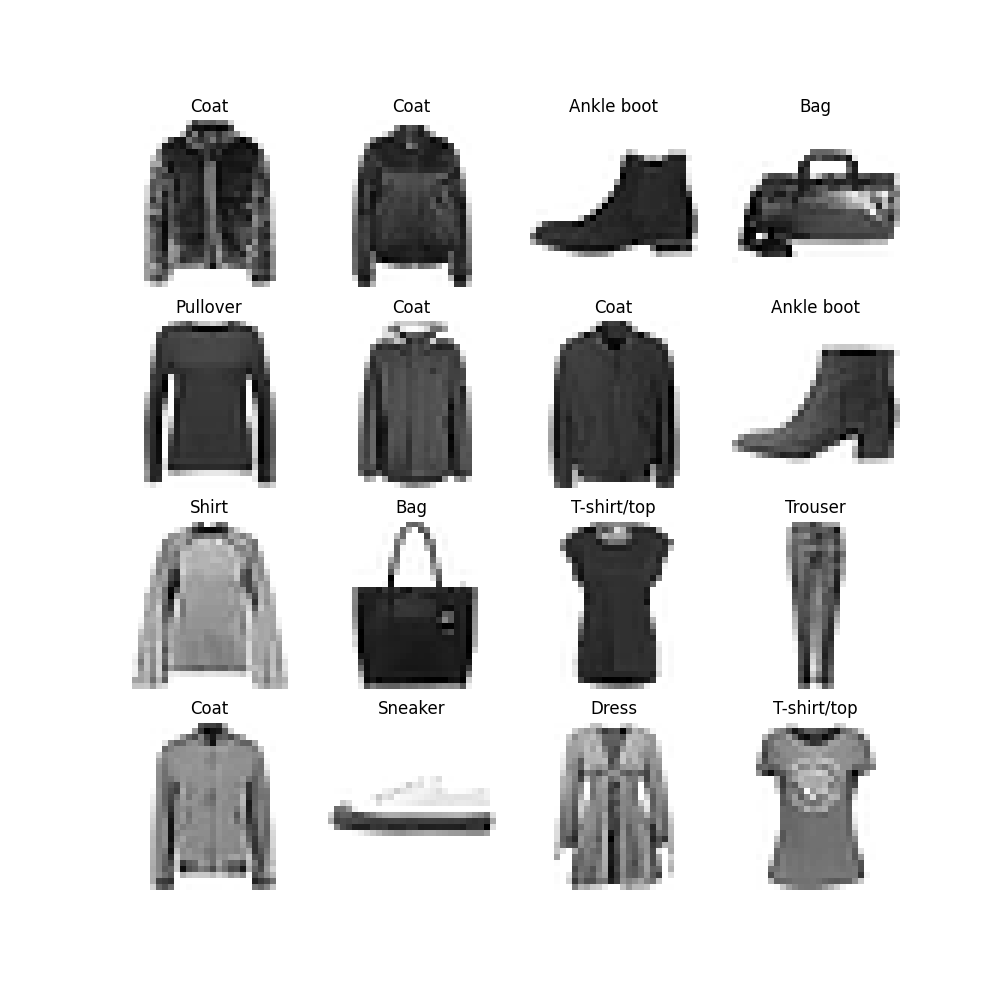 Coat Coat Ankle boot Bag
Pullover Coat Coat Ankle boot
Shirt Bag T-shirt/top Trouser
Coat Sneaker Dress T-shirt/top